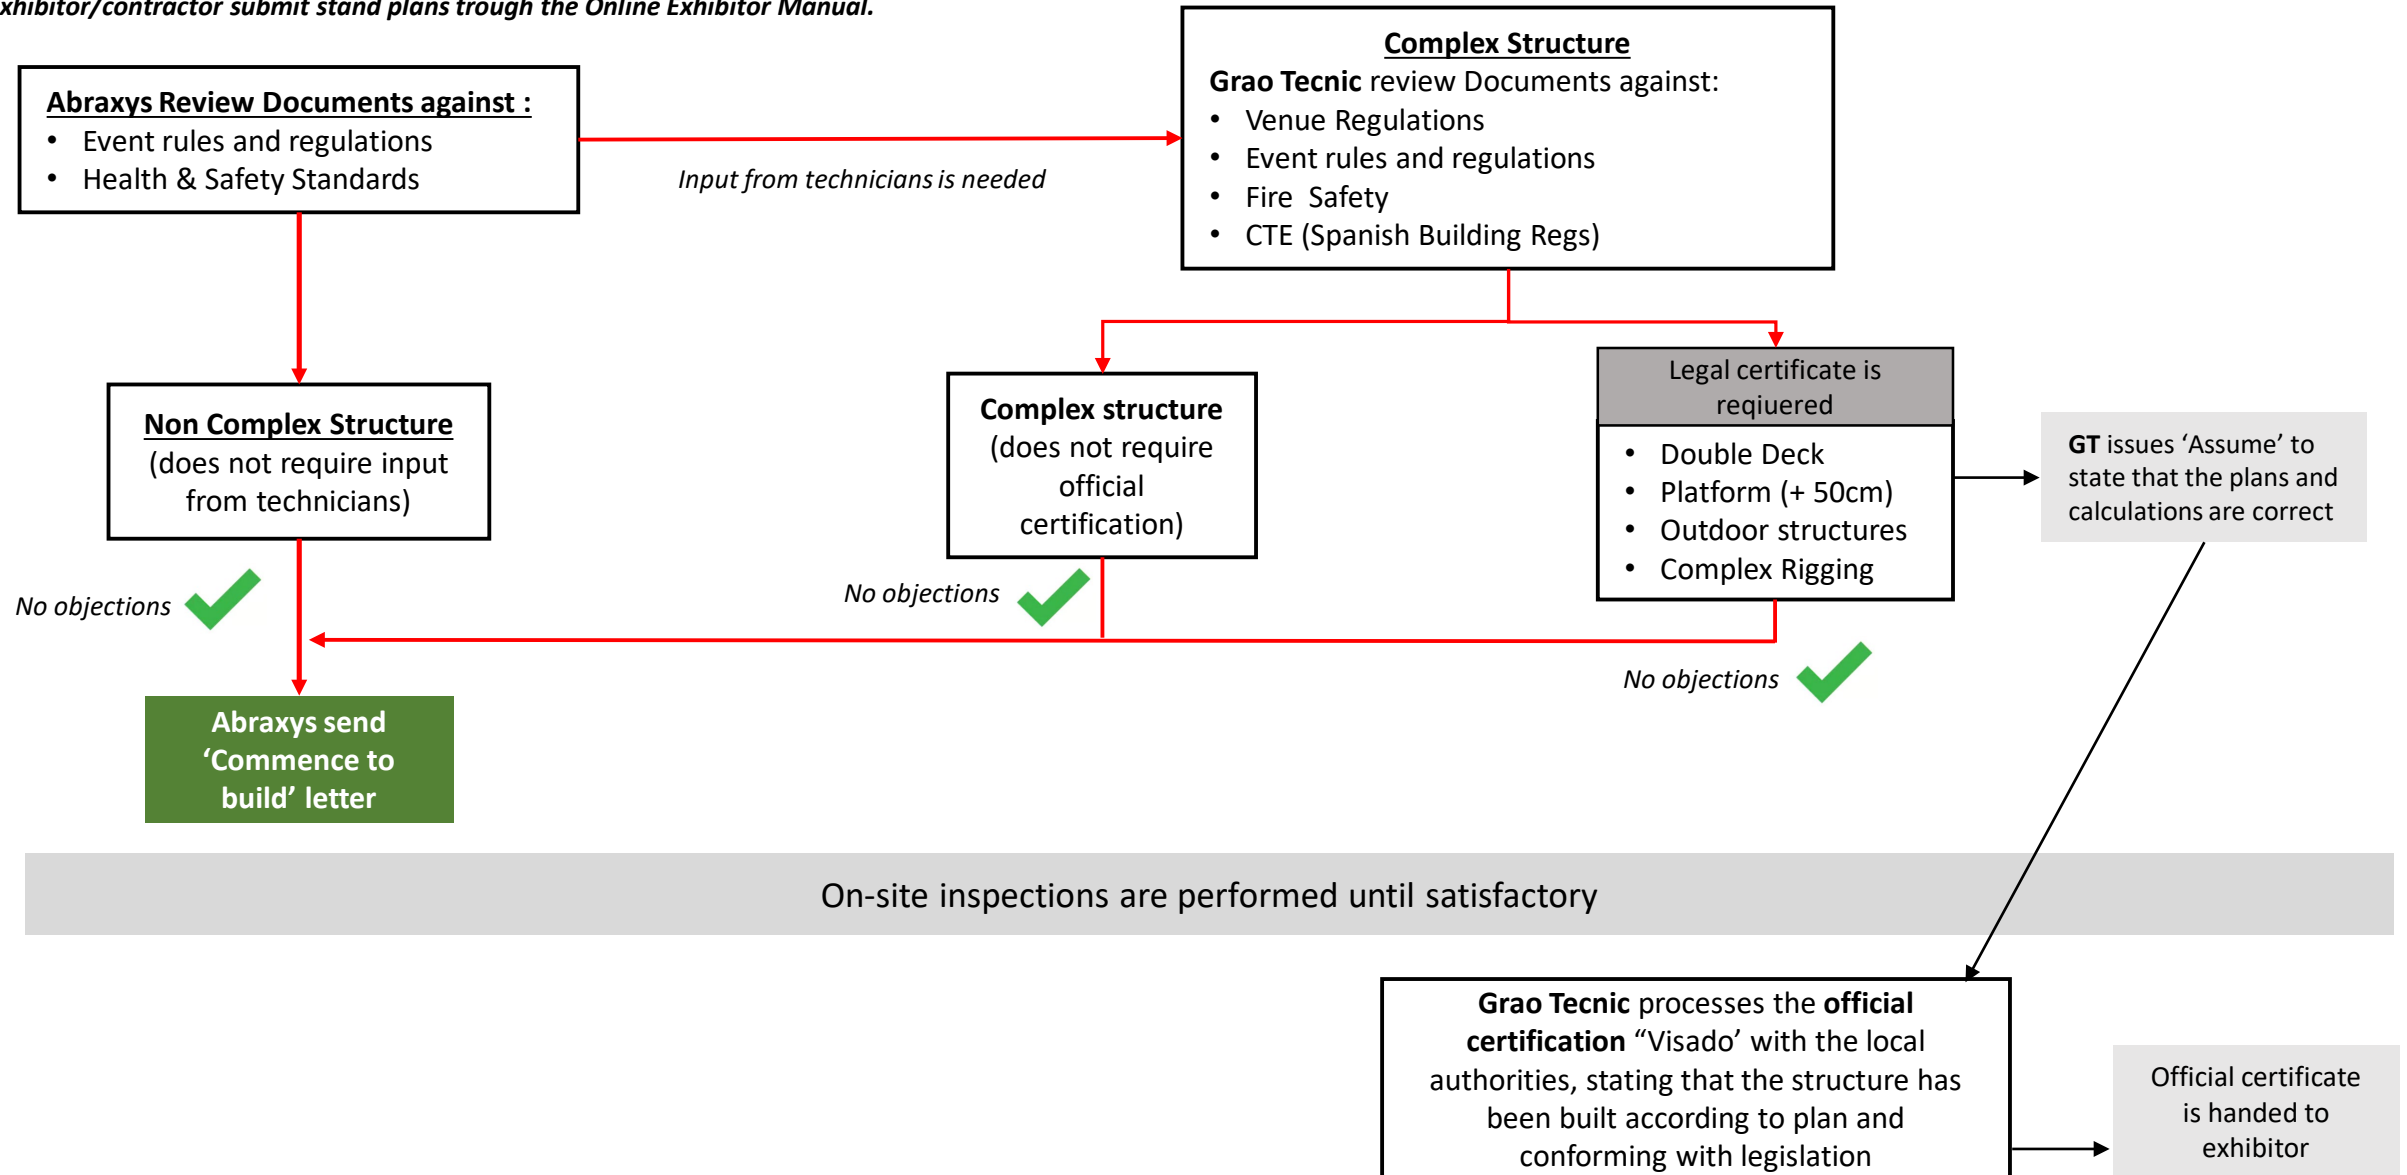 xhibitor/contractor submit stand plans trough the Online Exhibitor Manual.
Abraxys Review Documents against :
• Event rules and regulations
• Health & Safety Standards
Input from technicians is needed
Complex Structure
Grao Tecnic review Documents against:
• Venue Regulations
• Event rules and regulations
• Fire Safety
• CTE (Spanish Building Regs)
Non Complex Structure
(does not require input
from technicians)
Complex structure
(does not require
official
certification)
Legal certificate is
reqiuered
• Double Deck
• Platform (+ 50cm)
• Outdoor structures
• Complex Rigging
GT issues ‘Assume’ to
state that the plans and
calculations are correct
No objections
No objections
No objections
Abraxys send
‘Commence to
build’ letter
On-site inspections are performed until satisfactory
Grao Tecnic processes the official
certification “Visado’ with the local
authorities, stating that the structure has
been built according to plan and
conforming with legislation
Official certificate
is handed to
exhibitor